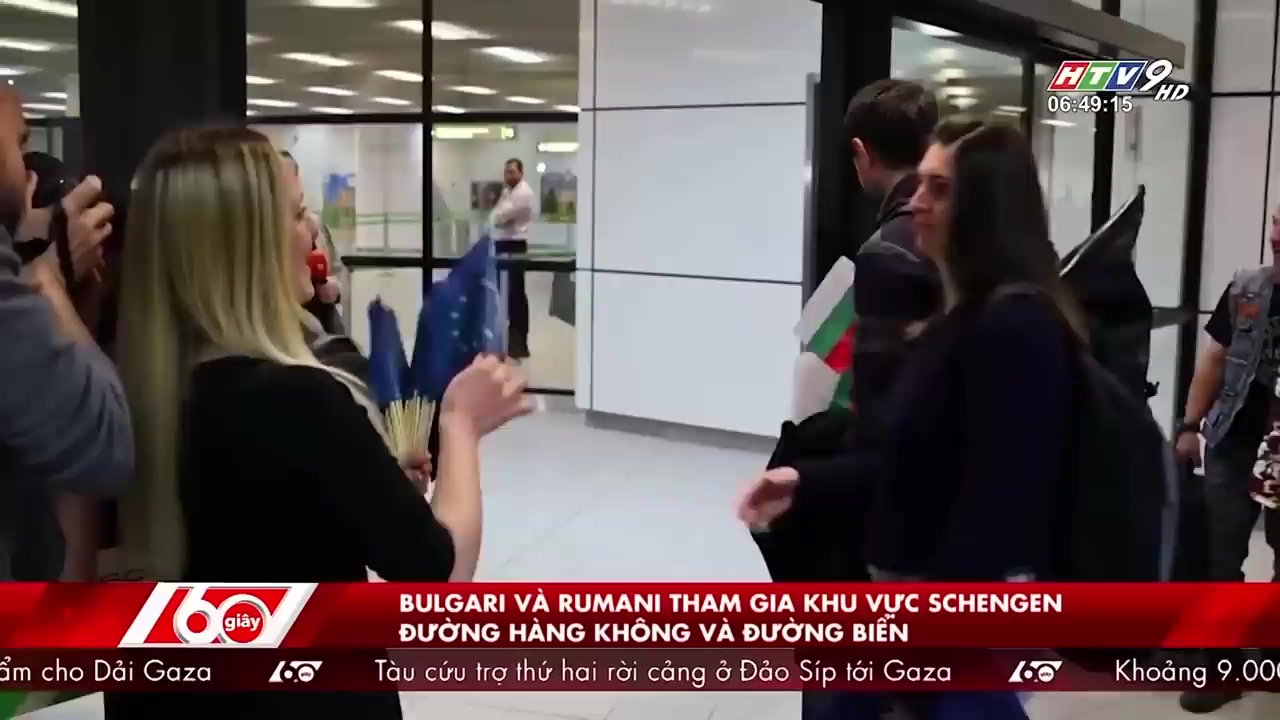 HTV9
HD
06:49:15
60
giây
BULGARI VÀ RUMANI THAM GIA KHU VỰC SCHENGEN
ĐƯỜNG HÀNG KHÔNG VÀ ĐƯỜNG BIỂN
cho Dải Gaza 60 giây Tàu cứu trợ thứ hai rời cảng ở Đảo Síp tới Gaza 60 giây Khoảng